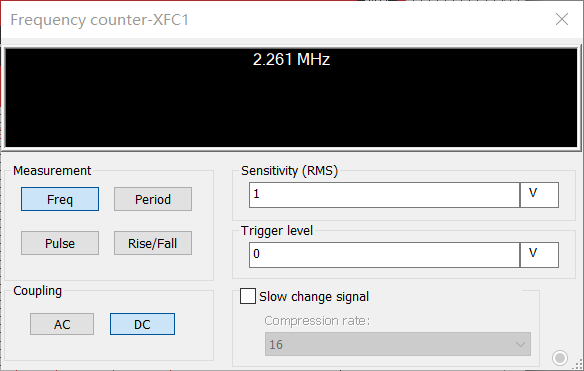 Frequency counter-XFC1
2.261 MHz
Measurement
Freq
Period
Pulse
Rise/Fall
Coupling
AC
DC
Sensitivity (RMS)
1
V
Trigger level
0
V
Slow change signal
Compression rate:
16